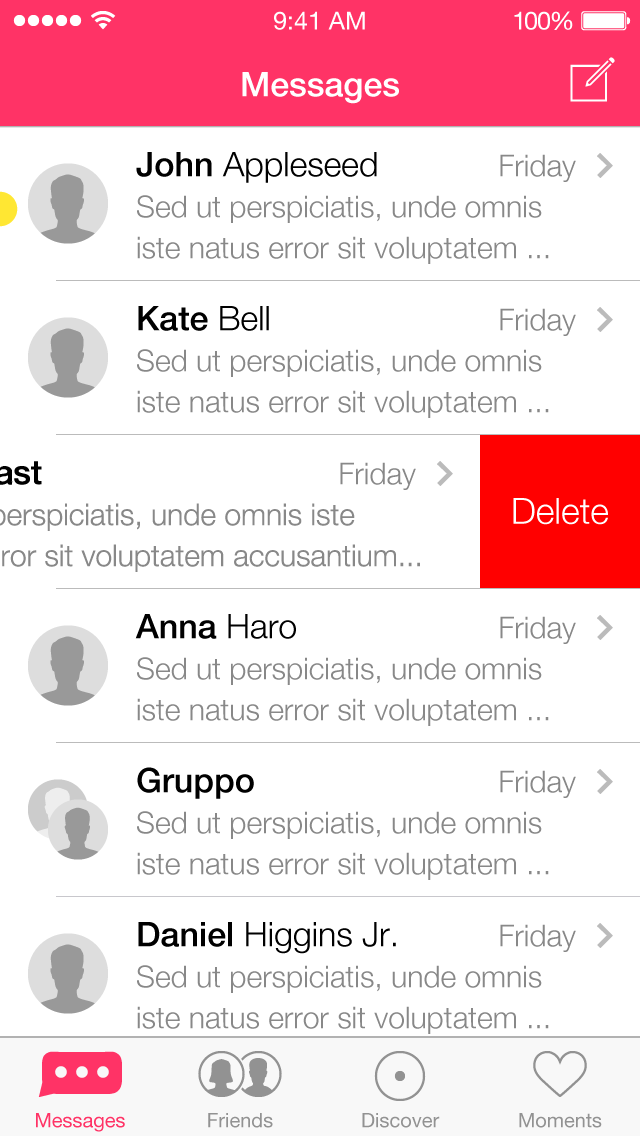 9:41 AM 100%
Messages
John Appleseed Friday
Sed ut perspiciatis, unde omnis
iste natus error sit voluptatem ...
Kate Bell Friday
Sed ut perspiciatis, unde omnis
iste natus error sit voluptatem ...
ast Friday
perspiciatis, unde omnis iste
ror sit voluptatem accusantium...
Delete
Anna Haro Friday
Sed ut perspiciatis, unde omnis
iste natus error sit voluptatem ...
Gruppo Friday
Sed ut perspiciatis, unde omnis
iste natus error sit voluptatem ...
Daniel Higgins Jr. Friday
Sed ut perspiciatis, unde omnis
iste natus error sit voluptatem ...
Messages Friends Discover Moments